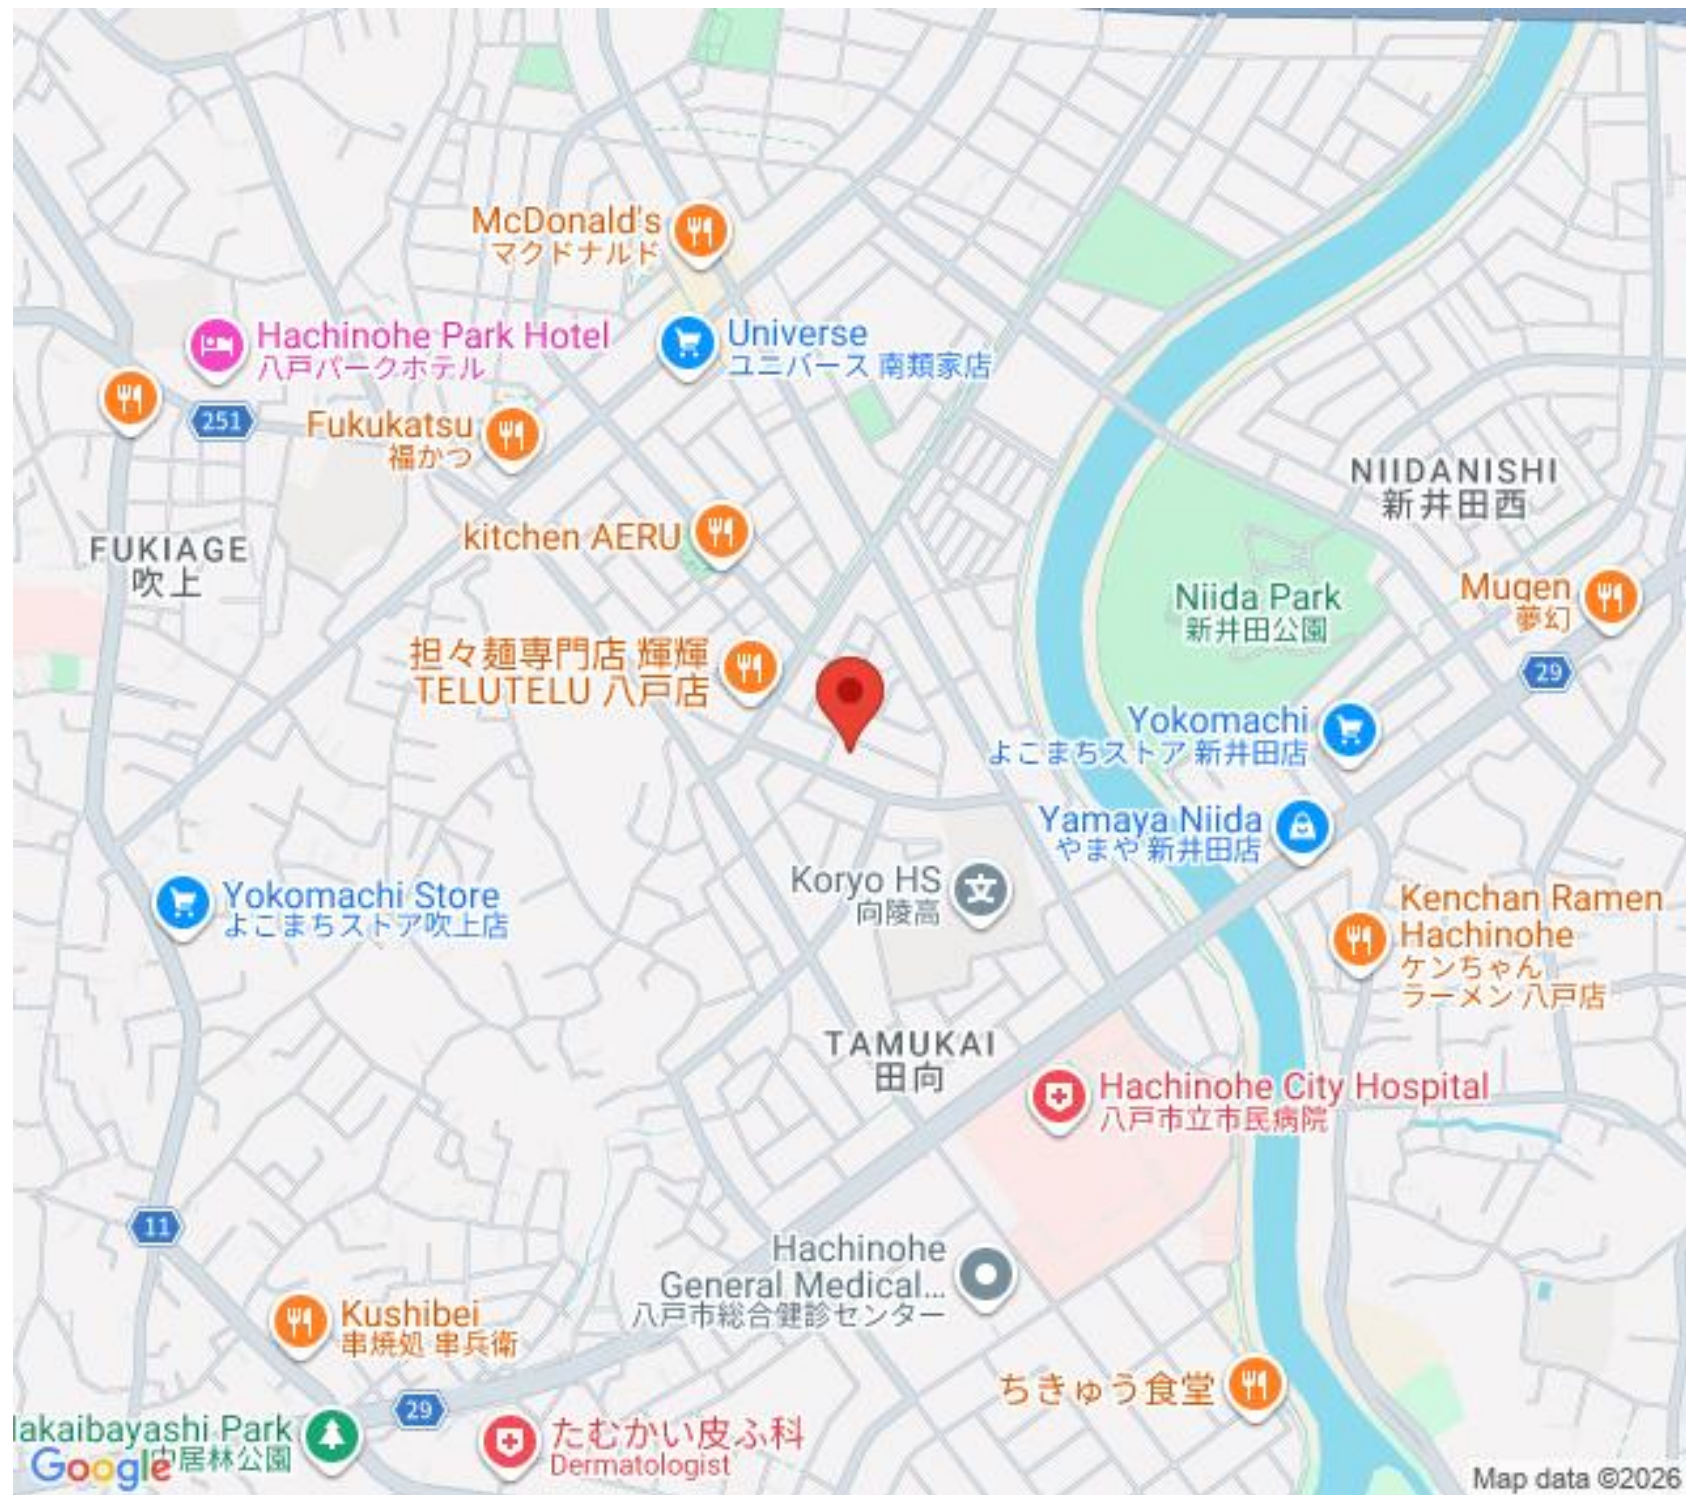 McDonald's
マクドナルド
Hachinohe Park Hotel
八戸パークホテル
Universe
ユニバース 南類家店
251
Fukukatsu
福かつ
NIIDANISHI
新井田西
kitchen AERU
FUKIAGE
吹上
Niida Park
新井田公園
Mugen
夢幻
担々麺専門店 輝輝
TELUTELU 八戸店
29
Yokomachi
よこまちストア 新井田店
Yamaya Niida
やまや 新井田店
Koryo HS
向陵高
Yokomachi Store
よこまちストア吹上店
Kenchan Ramen
Hachinohe
ケンちゃん
ラーメン 八戸店
TAMUKAI
田向
Hachinohe City Hospital
八戸市立市民病院
11
Hachinohe
General Medical...
八戸市総合健診センター
Kushibei
串焼処 串兵衛
ちきゅう食堂
29
akaibayashi Park
居林公園
たむかい皮ふ科
Dermatologist
Google
Map data ©2026